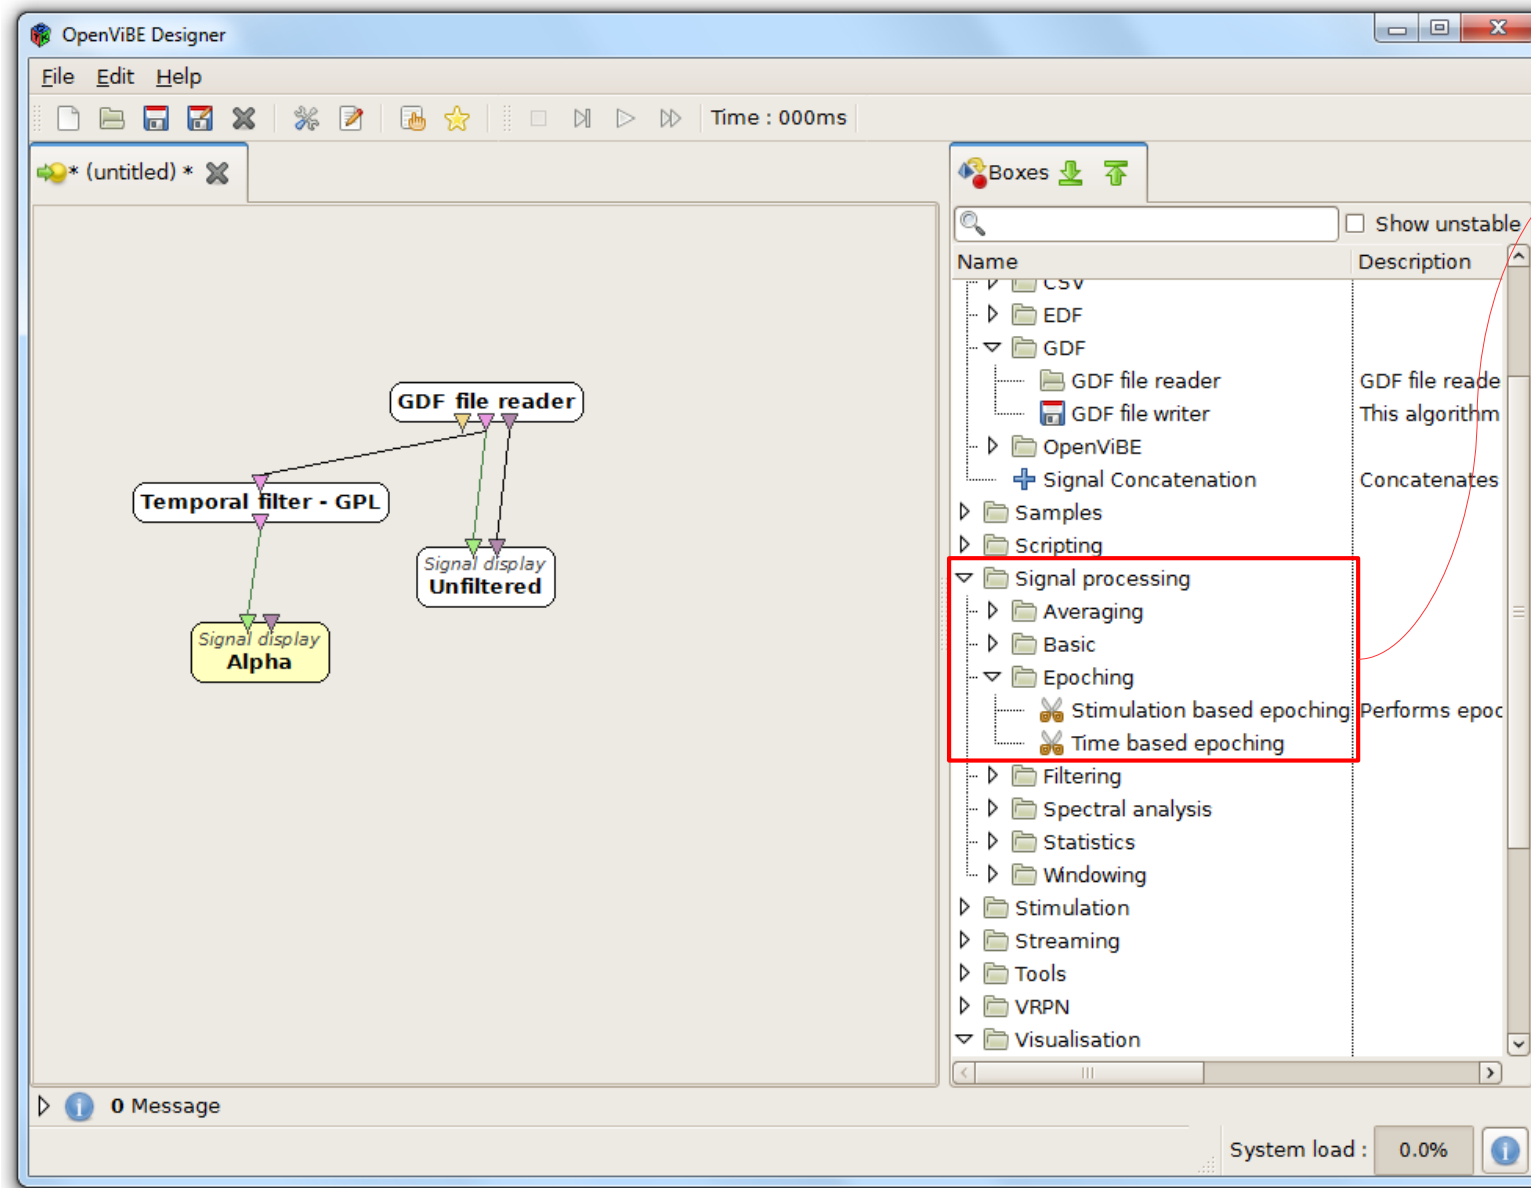 OpenViBE Designer
File Edit Help
Time : 000ms
* (untitled) *
Boxes
Show unstable
Name Description
CSV
EDF
GDF
GDF file reader GDF file reade
GDF file writer This algorithm
OpenViBE
Signal Concatenation Concatenates
Samples
Scripting
Signal processing
Averaging
Basic
Epoching
Stimulation based epoching Performs epoc
Time based epoching
Filtering
Spectral analysis
Statistics
Windowing
Stimulation
Streaming
Tools
VRPN
Visualisation
GDF file reader
Temporal filter - GPL
Signal display
Unfiltered
Signal display
Alpha
0 Message
System load : 0.0%